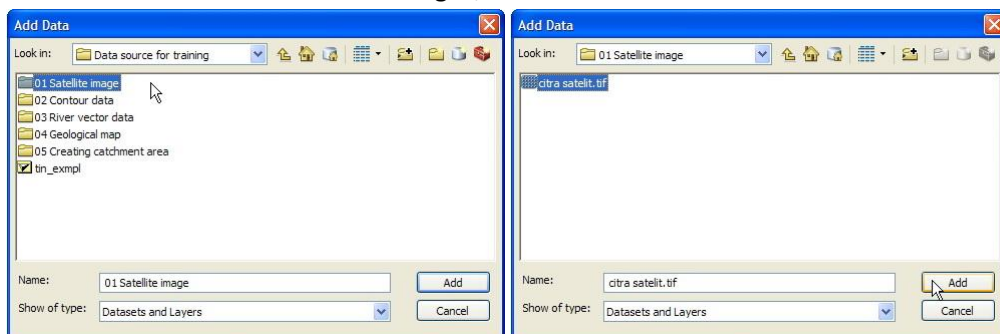 Add Data
Look in: Data source for training
01 Satellite image
02 Contour data
03 River vector data
04 Geological map
05 Creating catchment area
tin_exmpl
Name: 01 Satellite image Add
Show of type: Datasets and Layers Cancel
Add Data
Look in: 01 Satellite image
citra satelit.tif
Name: citra satelit.tif Add
Show of type: Datasets and Layers Cancel